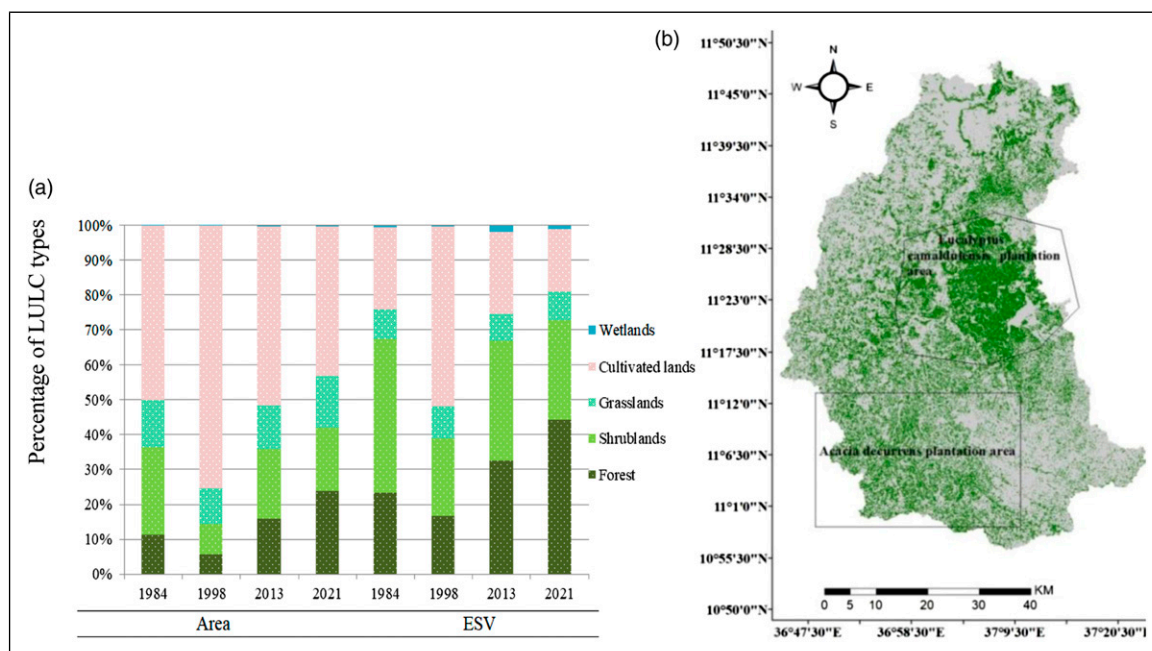 (a)
Percentage of LULC types
100%
90%
80%
70%
60%
50%
40%
30%
20%
10%
0%
1984 1998 2013 2021 1984 1998 2013 2021
Area ESV
Wetlands
Cultivated lands
Grasslands
Shrublands
Forest
(b)
N
W E
S
11°50'30"N
11°45'0"N
11°39'30"N
11°34'0"N
11°28'30"N
11°23'0"N
11°17'30"N
11°12'0"N
11°6'30"N
11°1'0"N
10°55'30"N
10°50'0"N
Eucalyptus
camaldulensis plantation
area
Acacia decurrens plantation area
KM
0 5 10 20 30 40
36°47'30"E 36°58'30"E 37°9'30"E 37°20'30"I